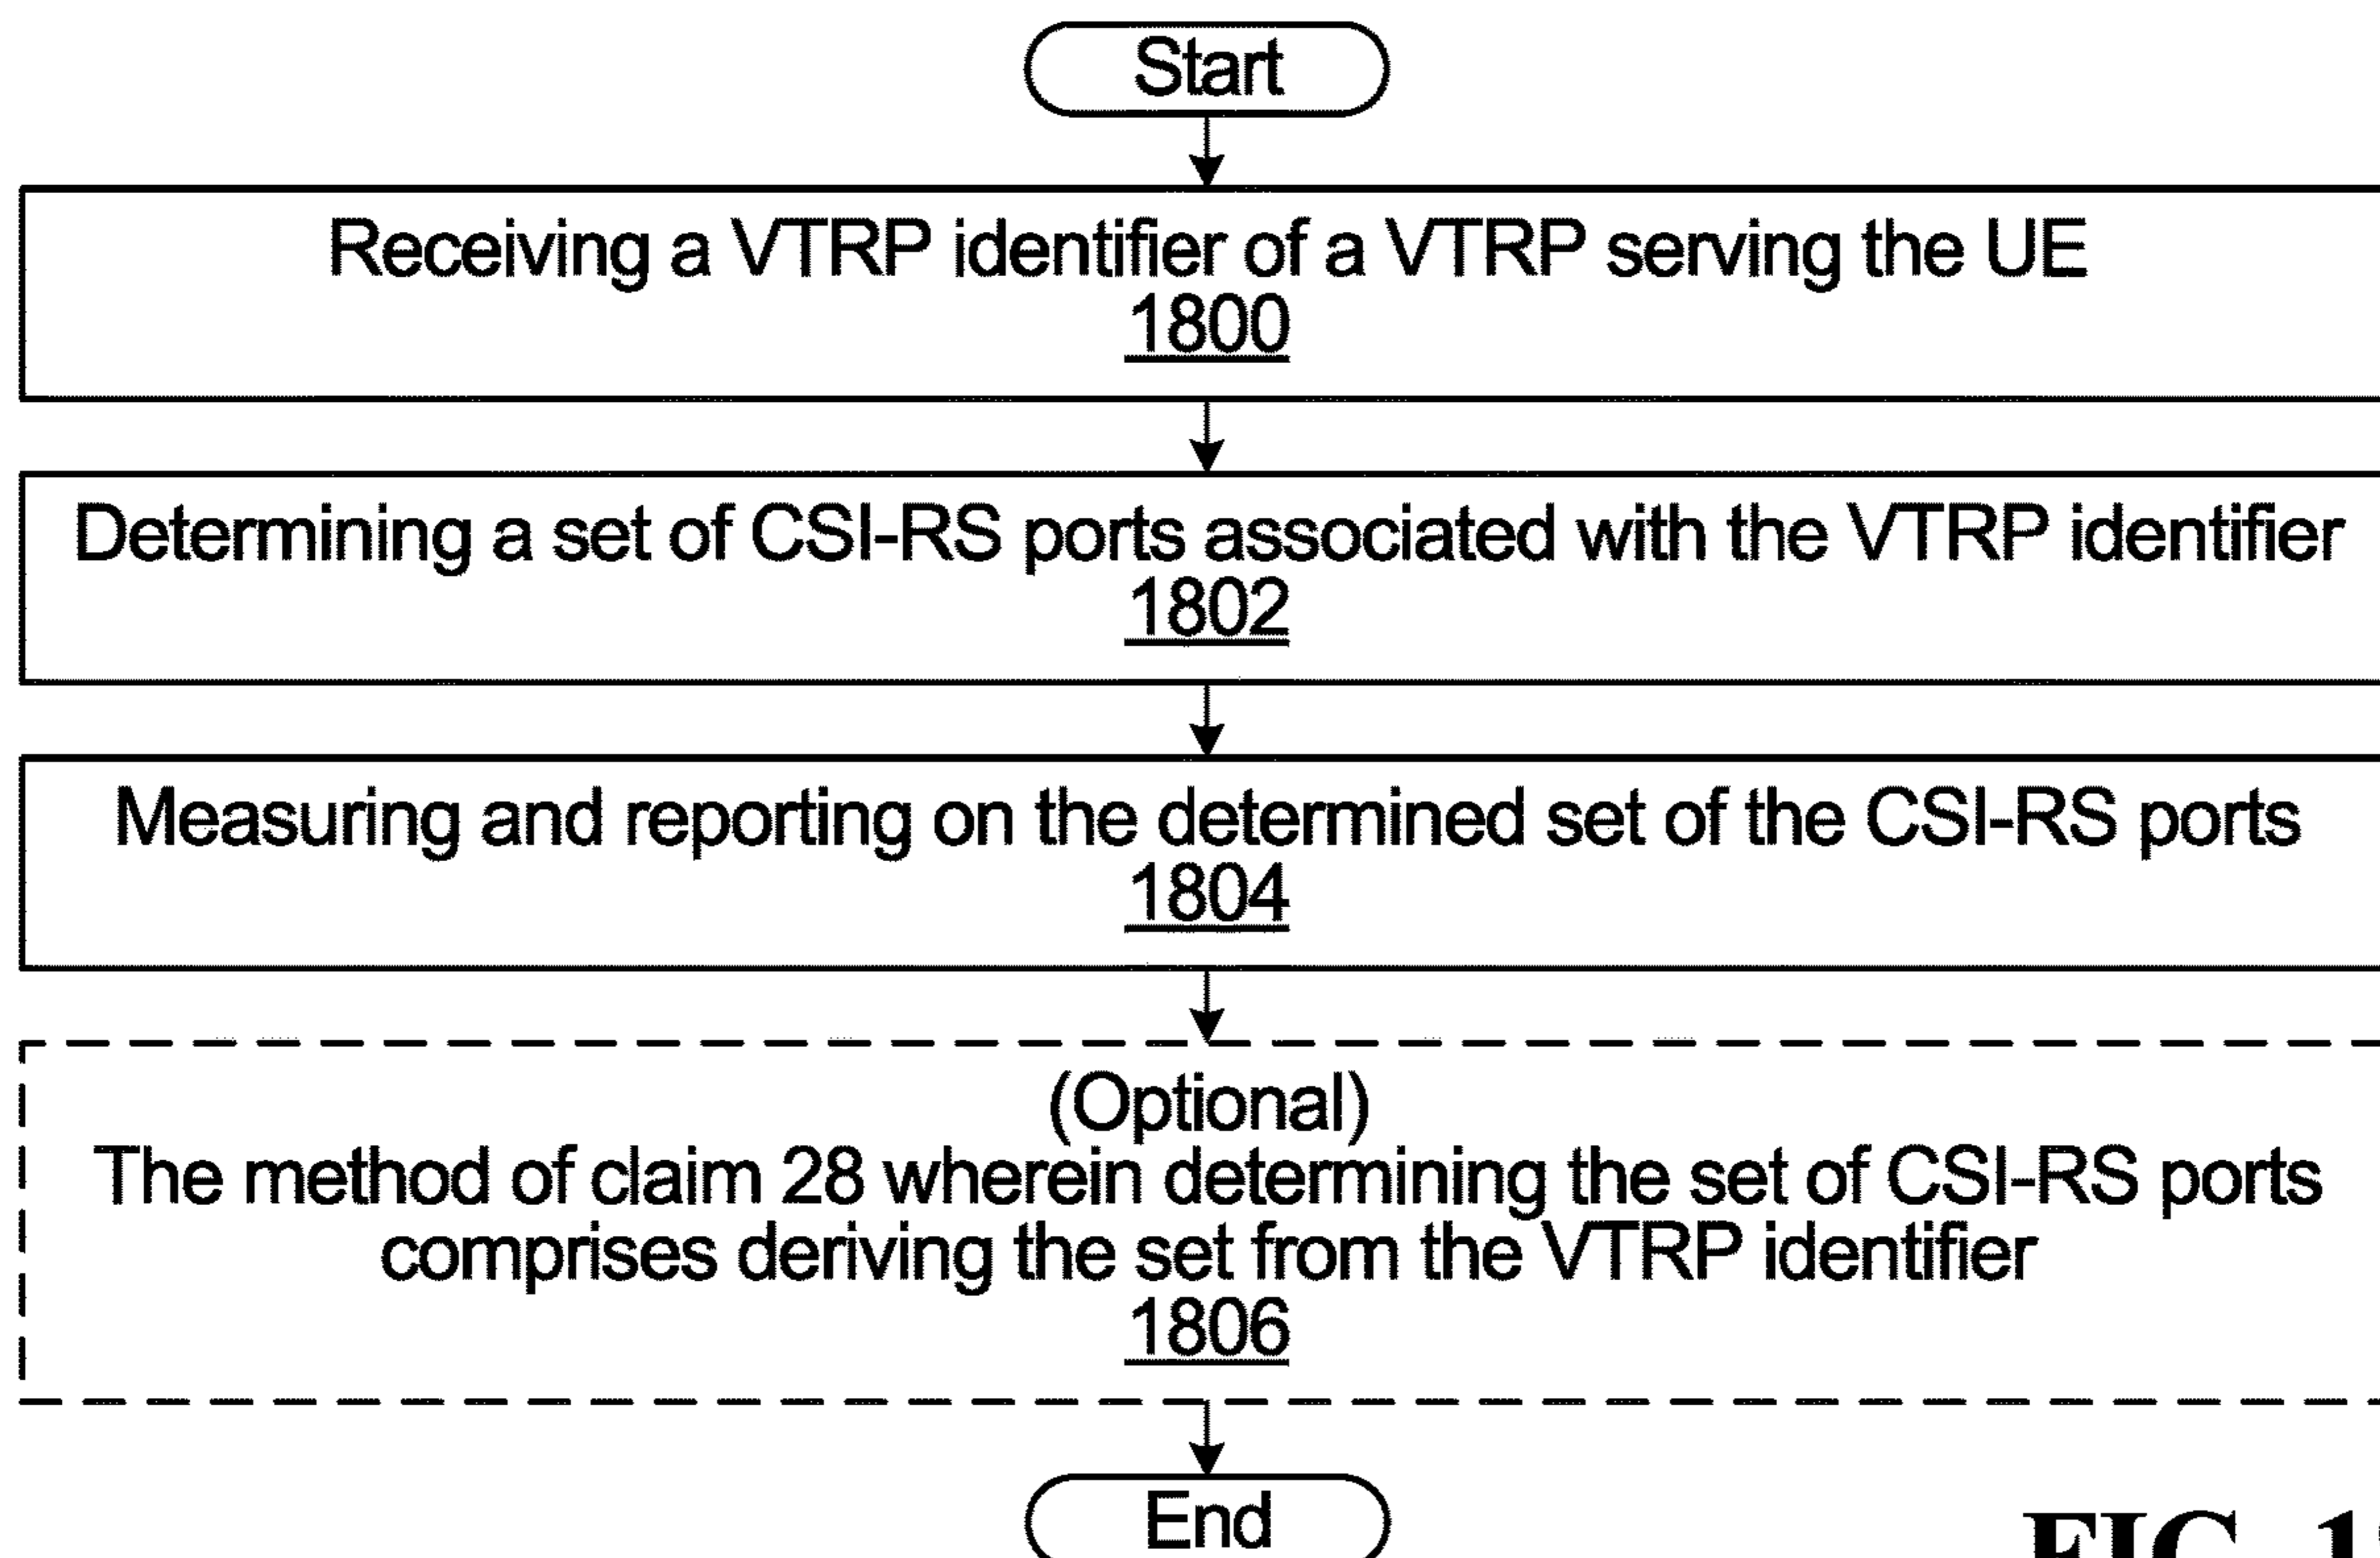 Start
Receiving a VTRP identifier of a VTRP serving the UE
1800
Determining a set of CSI-RS ports associated with the VTRP identifier
1802
Measuring and reporting on the determined set of the CSI-RS ports
1804
(Optional)
The method of claim 28 wherein determining the set of CSI-RS ports
comprises deriving the set from the VTRP identifier
1806
End
FIG.